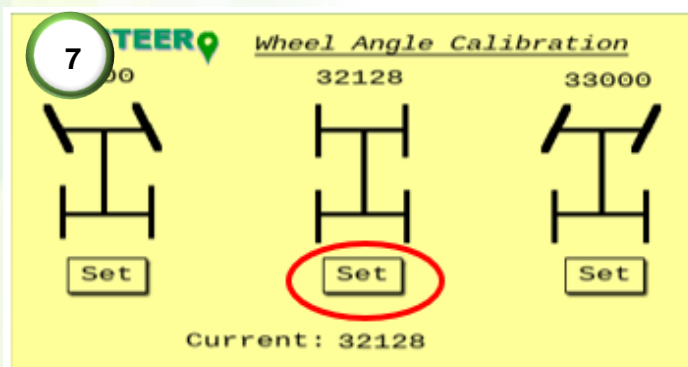 7
TEER Wheel Angle Calibration
32128 33000
Set Set Set
Current: 32128